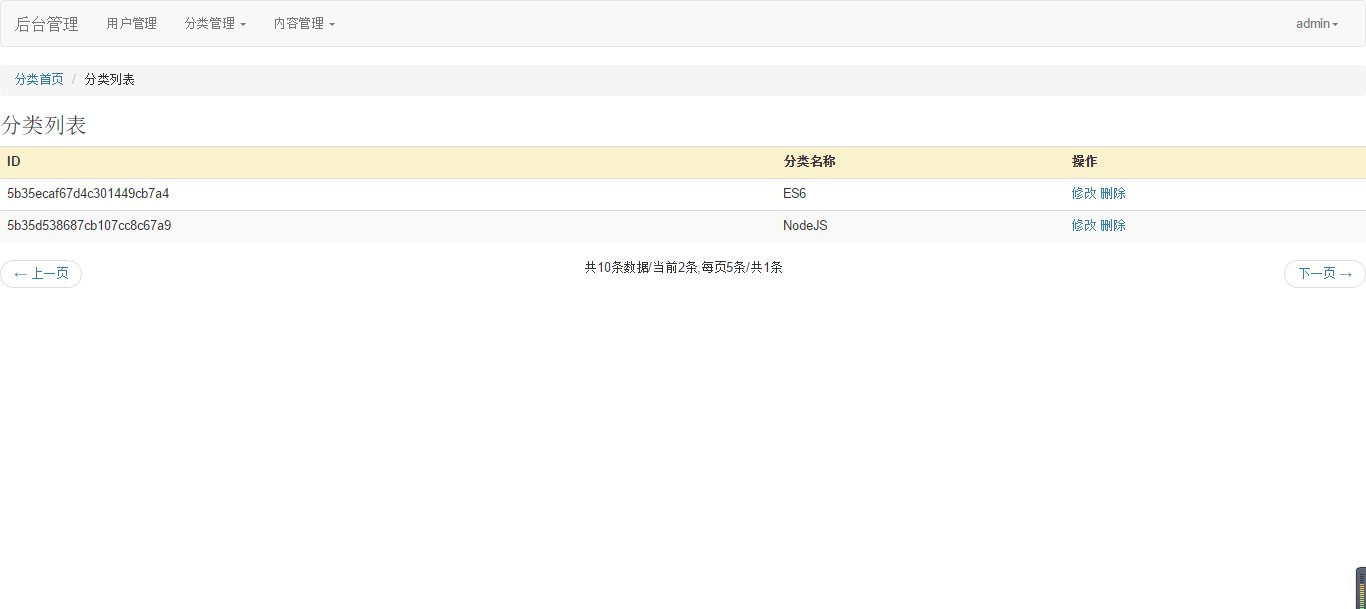 后台管理 用户管理 分类管理 内容管理 admin
分类首页 / 分类列表
分类列表
ID 分类名称 操作
5b35ecaf67d4c301449cb7a4 ES6 修改 删除
5b35d538687cb107cc8c67a9 NodeJS 修改 删除
← 上一页 共10条数据/当前2条,每页5条/共1条 下一页 →